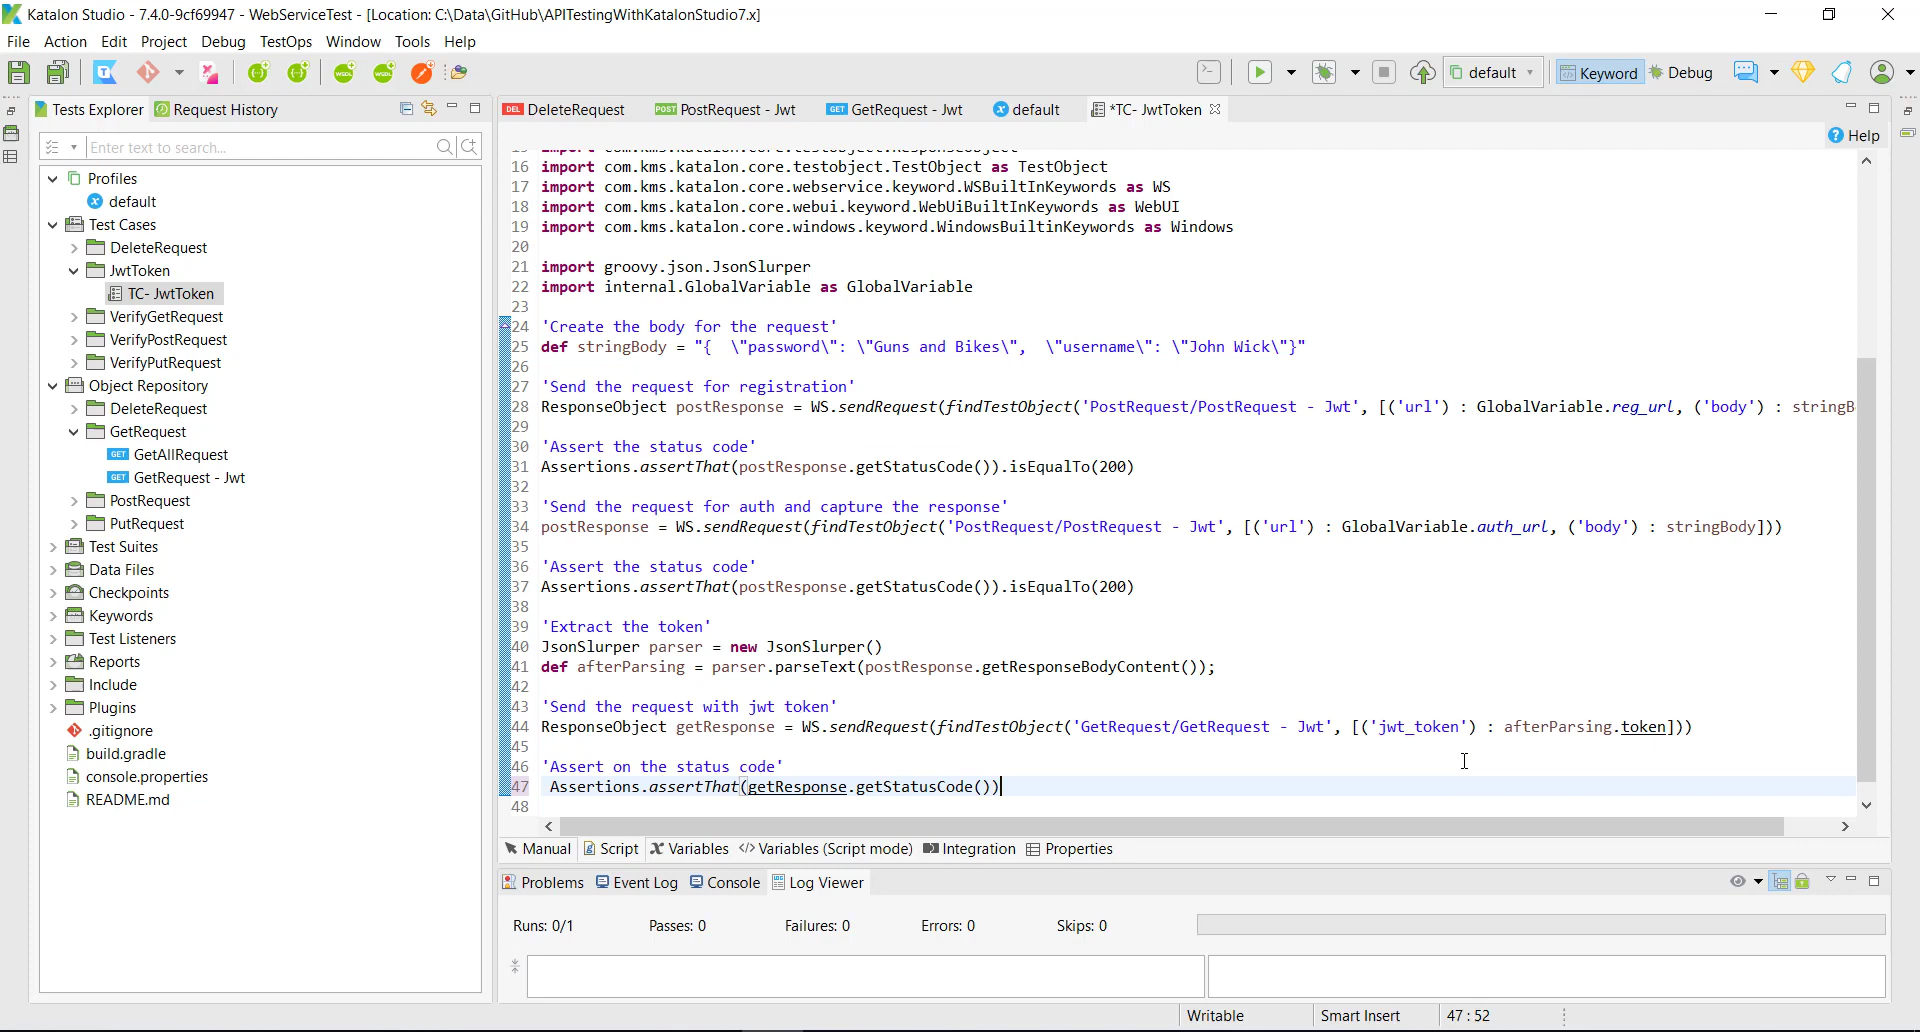 Katalon Studio - 7.4.0-9cf69947 - WebServiceTest - [Location: C:\Data\GitHub\APITestingWithKatalonStudio7.x]
File Action Edit Project Debug TestOps Window Tools Help
default Keyword Debug
Tests Explorer Request History
DEL DeleteRequest POST PostRequest - Jwt GET GetRequest - Jwt default *TC- JwtToken
Help
Enter text to search...
Profiles
default
Test Cases
DeleteRequest
JwtToken
TC- JwtToken
VerifyGetRequest
VerifyPostRequest
VerifyPutRequest
Object Repository
DeleteRequest
GetRequest
GET GetAllRequest
GET GetRequest - Jwt
PostRequest
PutRequest
Test Suites
Data Files
Checkpoints
Keywords
Test Listeners
Reports
Include
Plugins
.gitignore
build.gradle
console.properties
README.md
16 import com.kms.katalon.core.testobject.TestObject as TestObject
17 import com.kms.katalon.core.webservice.keyword.WSBuiltInKeywords as WS
18 import com.kms.katalon.core.webui.keyword.WebUiBuiltInKeywords as WebUI
19 import com.kms.katalon.core.windows.keyword.WindowsBuiltinKeywords as Windows
20
21 import groovy.json.JsonSlurper
22 import internal.GlobalVariable as GlobalVariable
23
24 'Create the body for the request'
25 def stringBody = "{  \"password\": \"Guns and Bikes\",  \"username\": \"John Wick\"}"
26
27 'Send the request for registration'
28 ResponseObject postResponse = WS.sendRequest(findTestObject('PostRequest/PostRequest - Jwt', [('url') : GlobalVariable.reg_url, ('body') : stringB
29
30 'Assert the status code'
31 Assertions.assertThat(postResponse.getStatusCode()).isEqualTo(200)
32
33 'Send the request for auth and capture the response'
34 postResponse = WS.sendRequest(findTestObject('PostRequest/PostRequest - Jwt', [('url') : GlobalVariable.auth_url, ('body') : stringBody]))
35
36 'Assert the status code'
37 Assertions.assertThat(postResponse.getStatusCode()).isEqualTo(200)
38
39 'Extract the token'
40 JsonSlurper parser = new JsonSlurper()
41 def afterParsing = parser.parseText(postResponse.getResponseBodyContent());
42
43 'Send the request with jwt token'
44 ResponseObject getResponse = WS.sendRequest(findTestObject('GetRequest/GetRequest - Jwt', [('jwt_token') : afterParsing.token]))
45
46 'Assert on the status code'
47 Assertions.assertThat(getResponse.getStatusCode())
48
Manual Script Variables </> Variables (Script mode) Integration Properties
Problems Event Log Console Log Viewer
Runs: 0/1 Passes: 0 Failures: 0 Errors: 0 Skips: 0
Writable Smart Insert 47 : 52